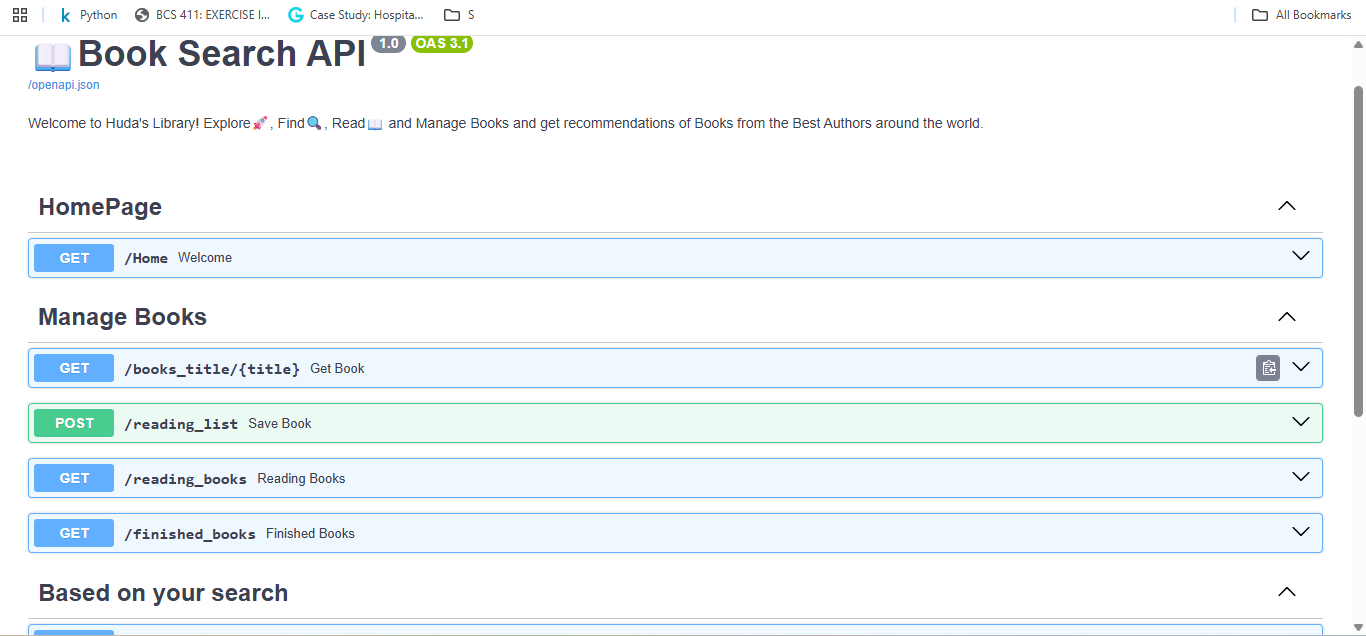 Python BCS 411: EXERCISE I... Case Study: Hospita... S All Bookmarks
📖Book Search API 1.0 OAS 3.1
/openapi.json
Welcome to Huda's Library! Explore🚀, Find🔍, Read📖 and Manage Books and get recommendations of Books from the Best Authors around the world.
HomePage
GET /Home Welcome
Manage Books
GET /books_title/{title} Get Book
POST /reading_list Save Book
GET /reading_books Reading Books
GET /finished_books Finished Books
Based on your search